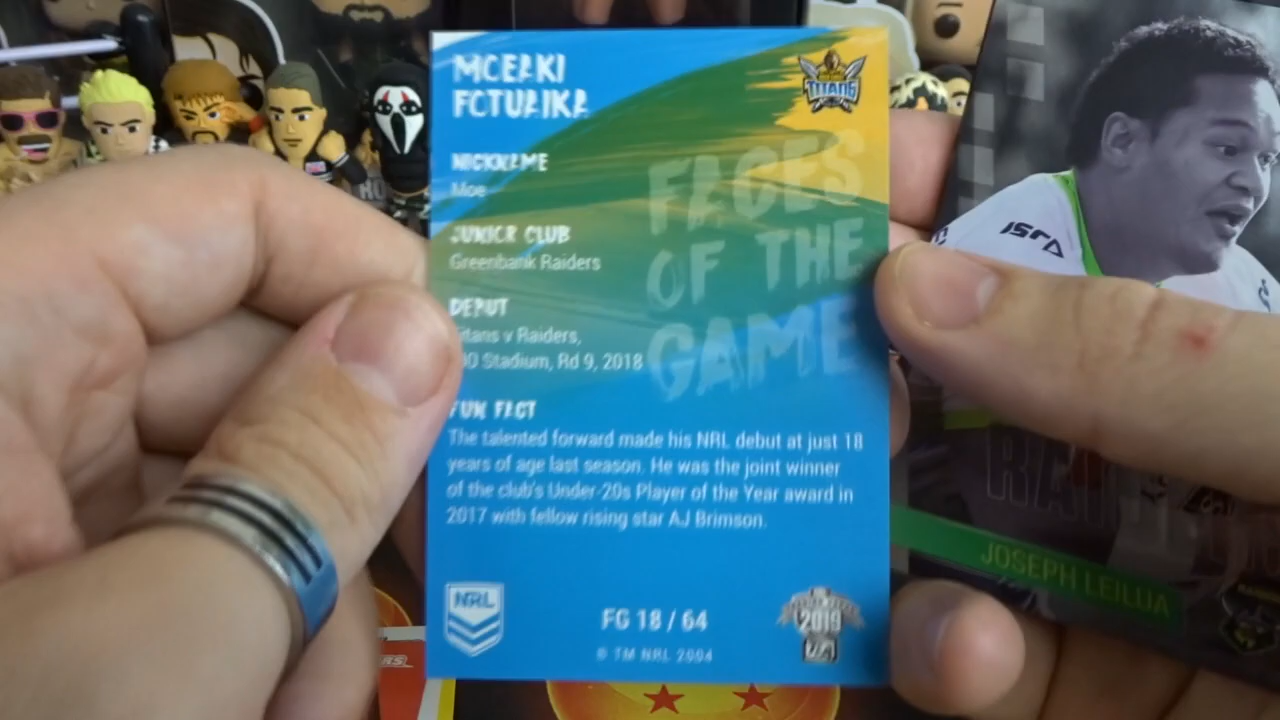 MOEAKI
FOTUAIKA
TITANS
NICKNAME
Moe
JUNIOR CLUB
Greenbank Raiders
DEBUT
Titans v Raiders,
Stadium, Rd 9, 2018
FACES
OF THE
GAME
FUN FACT
The talented forward made his NRL debut at just 18
years of age last season. He was the joint winner
of the club's Under-20s Player of the Year award in
2017 with fellow rising star AJ Brimson.
NRL
FG 18 / 64
© TM NRL 2004
2019
ISC
JOSEPH LEILUA